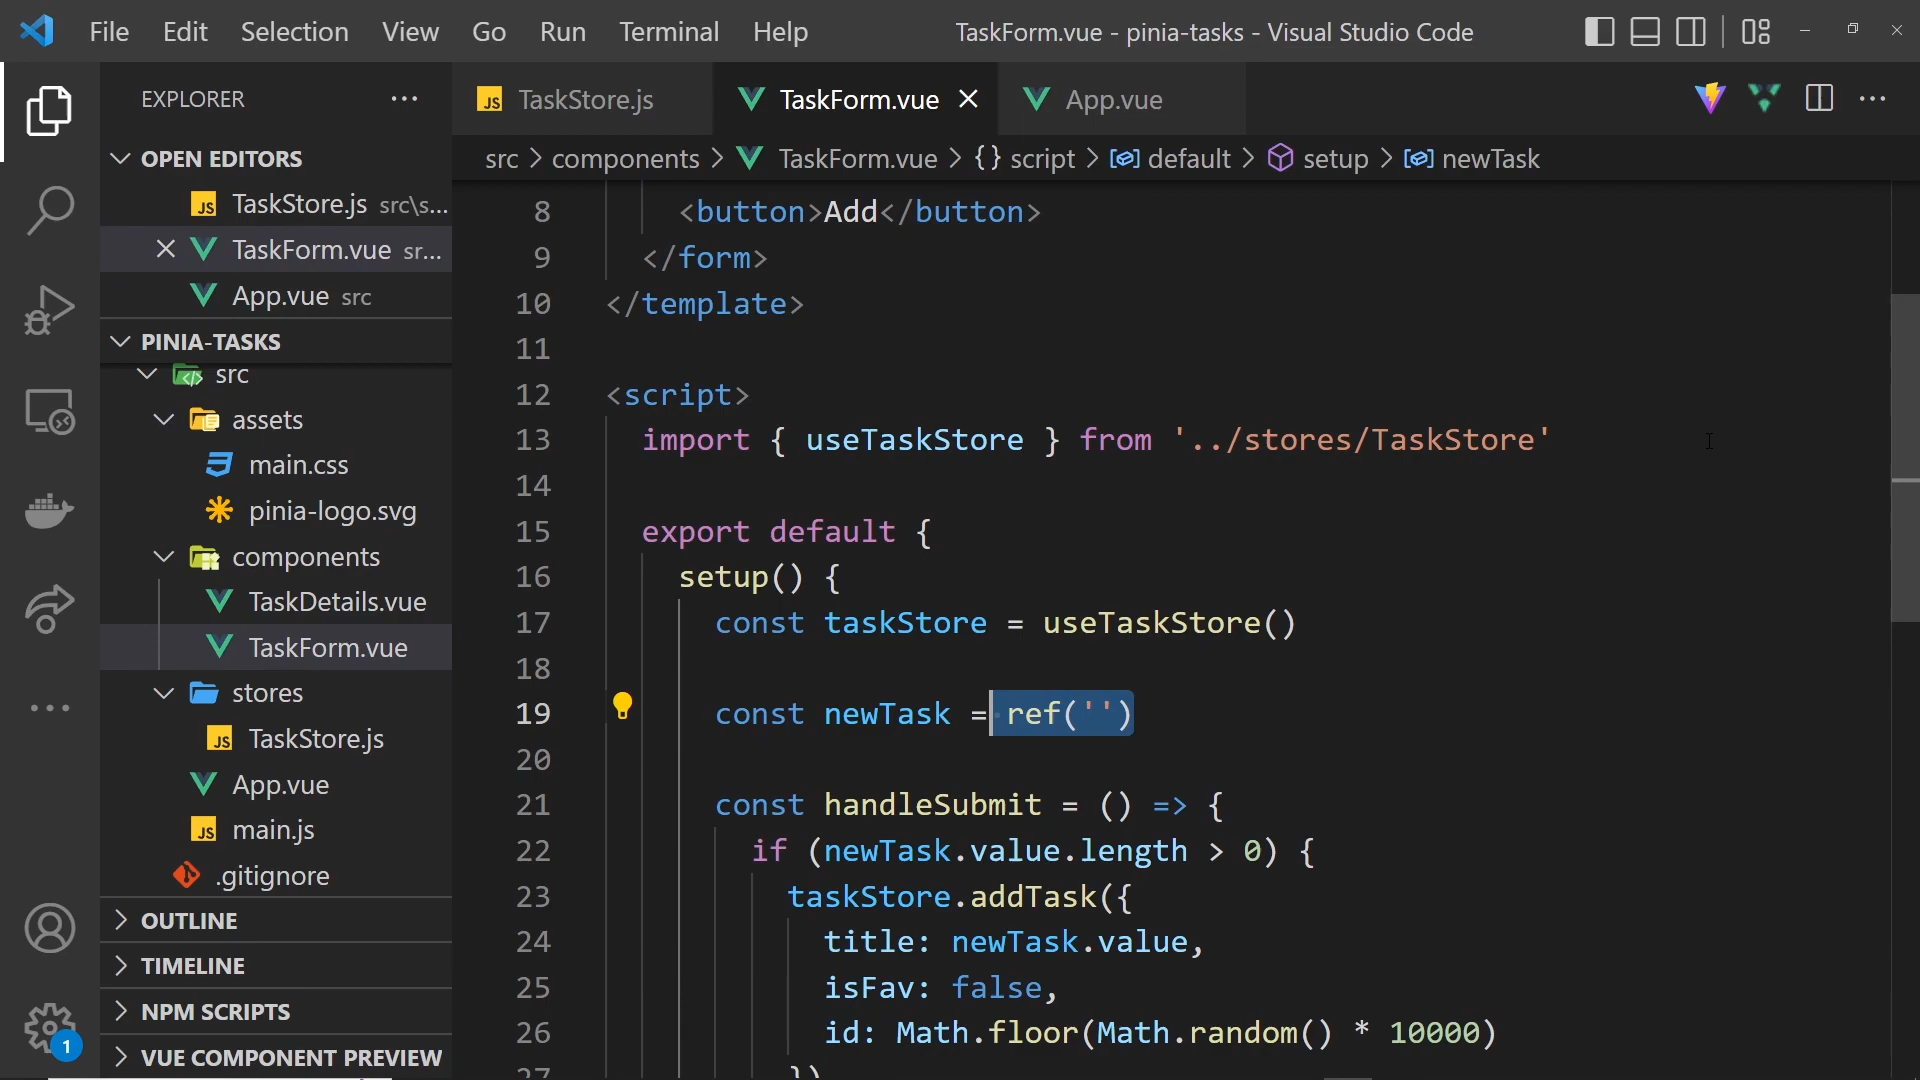 File Edit Selection View Go Run Terminal Help TaskForm.vue - pinia-tasks - Visual Studio Code
EXPLORER
OPEN EDITORS
JS TaskStore.js src\s...
TaskForm.vue sr...
App.vue src
PINIA-TASKS
src
assets
main.css
pinia-logo.svg
components
TaskDetails.vue
TaskForm.vue
stores
JS TaskStore.js
App.vue
JS main.js
.gitignore
OUTLINE
TIMELINE
NPM SCRIPTS
VUE COMPONENT PREVIEW
1
JS TaskStore.js TaskForm.vue App.vue
src > components > TaskForm.vue > {} script > default > setup > newTask
8 <button>Add</button>
9 </form>
10 </template>
11
12 <script>
13 import { useTaskStore } from '../stores/TaskStore'
14
15 export default {
16 setup() {
17 const taskStore = useTaskStore()
18
19 const newTask = ref('')
20
21 const handleSubmit = () => {
22 if (newTask.value.length > 0) {
23 taskStore.addTask({
24 title: newTask.value,
25 isFav: false,
26 id: Math.floor(Math.random() * 10000)
27 })